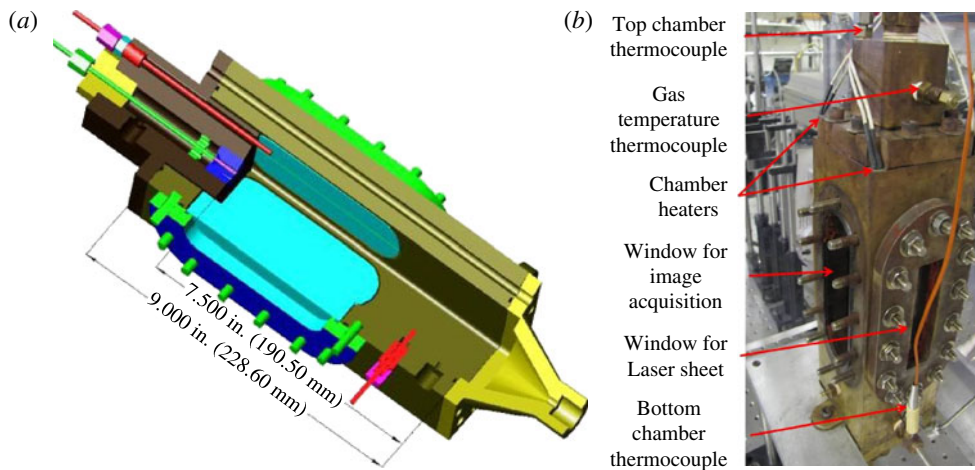 (a)
7.500 in. (190.50 mm)
9.000 in. (228.60 mm)
(b)
Top chamber
thermocouple
Gas
temperature
thermocouple
Chamber
heaters
Window for
image
acquisition
Window for
Laser sheet
Bottom
chamber
thermocouple